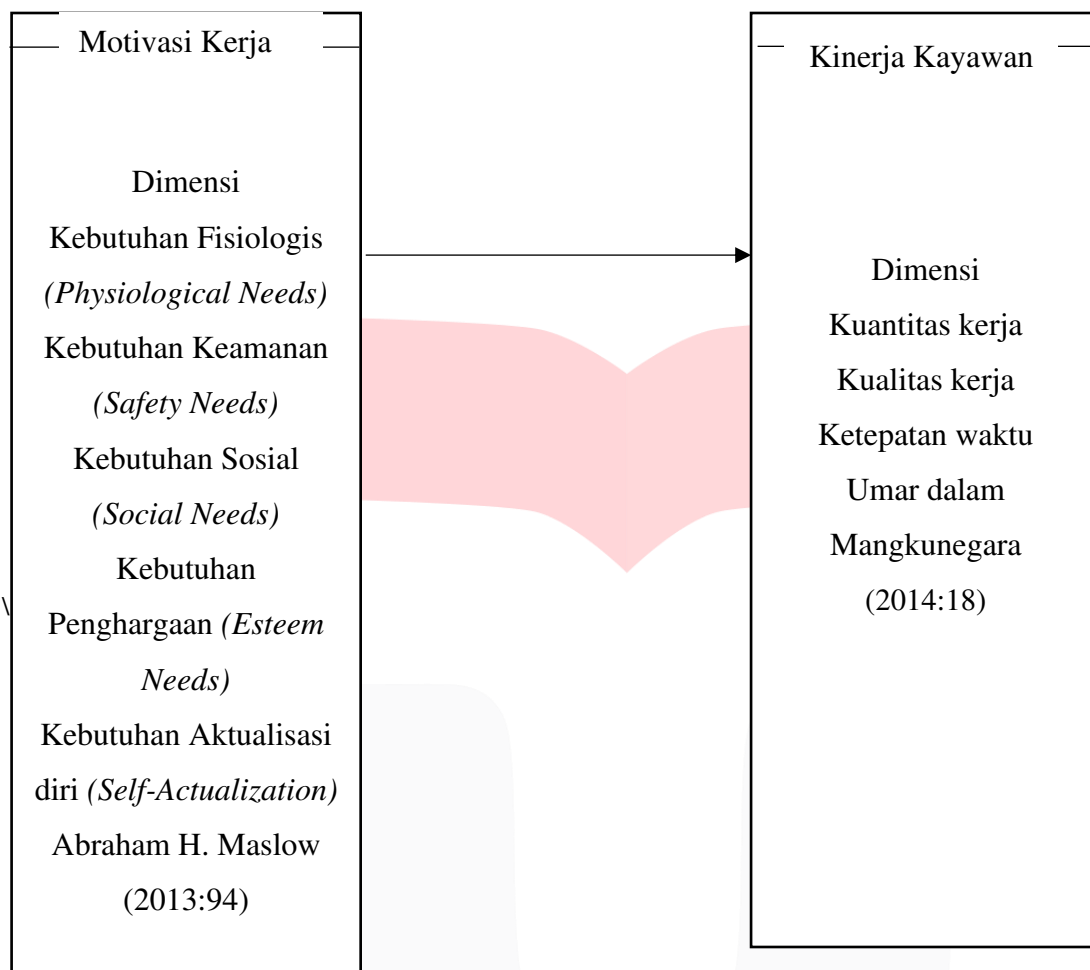 Motivasi Kerja
Dimensi
Kebutuhan Fisiologis
(Physiological Needs)
Kebutuhan Keamanan
(Safety Needs)
Kebutuhan Sosial
(Social Needs)
Kebutuhan
Penghargaan (Esteem
Needs)
Kebutuhan Aktualisasi
diri (Self-Actualization)
Abraham H. Maslow
(2013:94)
\
Kinerja Kayawan
Dimensi
Kuantitas kerja
Kualitas kerja
Ketepatan waktu
Umar dalam
Mangkunegara
(2014:18)